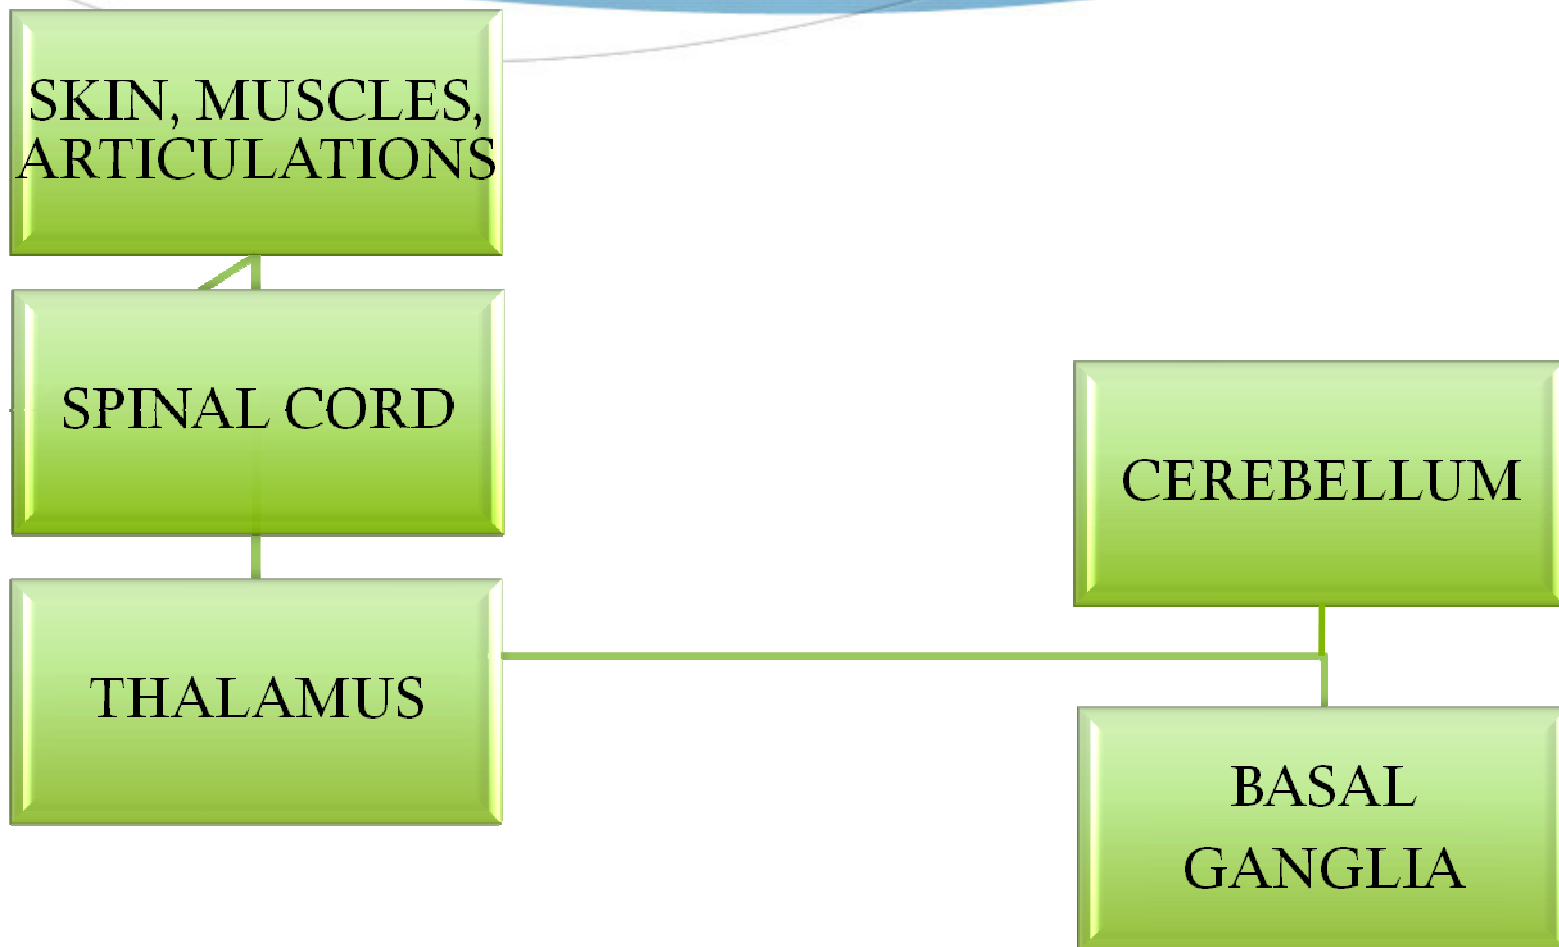 SKIN, MUSCLES,
ARTICULATIONS
SPINAL CORD
THALAMUS
CEREBELLUM
BASAL
GANGLIA